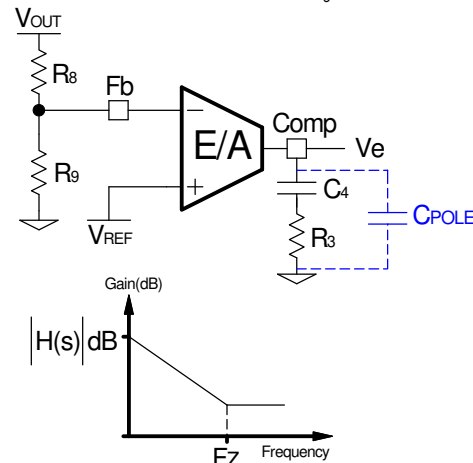 VOUT
R8
Fb
−
E/A
Comp
Ve
R9
+
C4
CPOLE
R3
VREF
Gain(dB)
|H(s)|dB
FZ
Frequency